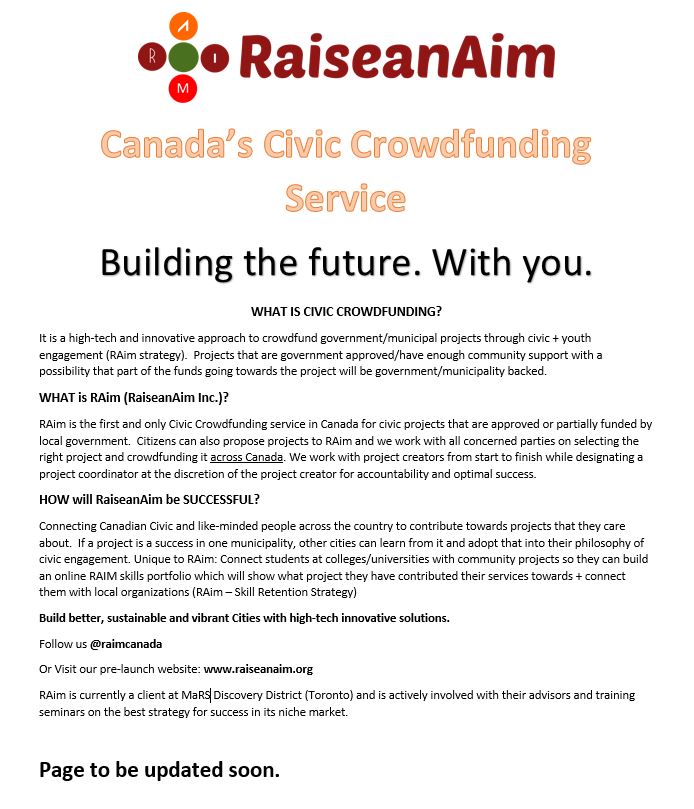 A
R I RaiseanAim
M
Canada's Civic Crowdfunding
Service
Building the future. With you.
WHAT IS CIVIC CROWDFUNDING?
It is a high-tech and innovative approach to crowdfund government/municipal projects through civic + youth
engagement (RAim strategy).  Projects that are government approved/have enough community support with a
possibility that part of the funds going towards the project will be government/municipality backed.
WHAT is RAim (RaiseanAim Inc.)?
RAim is the first and only Civic Crowdfunding service in Canada for civic projects that are approved or partially funded by
local government.  Citizens can also propose projects to RAim and we work with all concerned parties on selecting the
right project and crowdfunding it across Canada. We work with project creators from start to finish while designating a
project coordinator at the discretion of the project creator for accountability and optimal success.
HOW will RaiseanAim be SUCCESSFUL?
Connecting Canadian Civic and like-minded people across the country to contribute towards projects that they care
about.  If a project is a success in one municipality, other cities can learn from it and adopt that into their philosophy of
civic engagement. Unique to RAim: Connect students at colleges/universities with community projects so they can build
an online RAIM skills portfolio which will show what project they have contributed their services towards + connect
them with local organizations (RAim – Skill Retention Strategy)
Build better, sustainable and vibrant Cities with high-tech innovative solutions.
Follow us @raimcanada
Or Visit our pre-launch website: www.raiseanaim.org
RAim is currently a client at MaRS Discovery District (Toronto) and is actively involved with their advisors and training
seminars on the best strategy for success in its niche market.
Page to be updated soon.